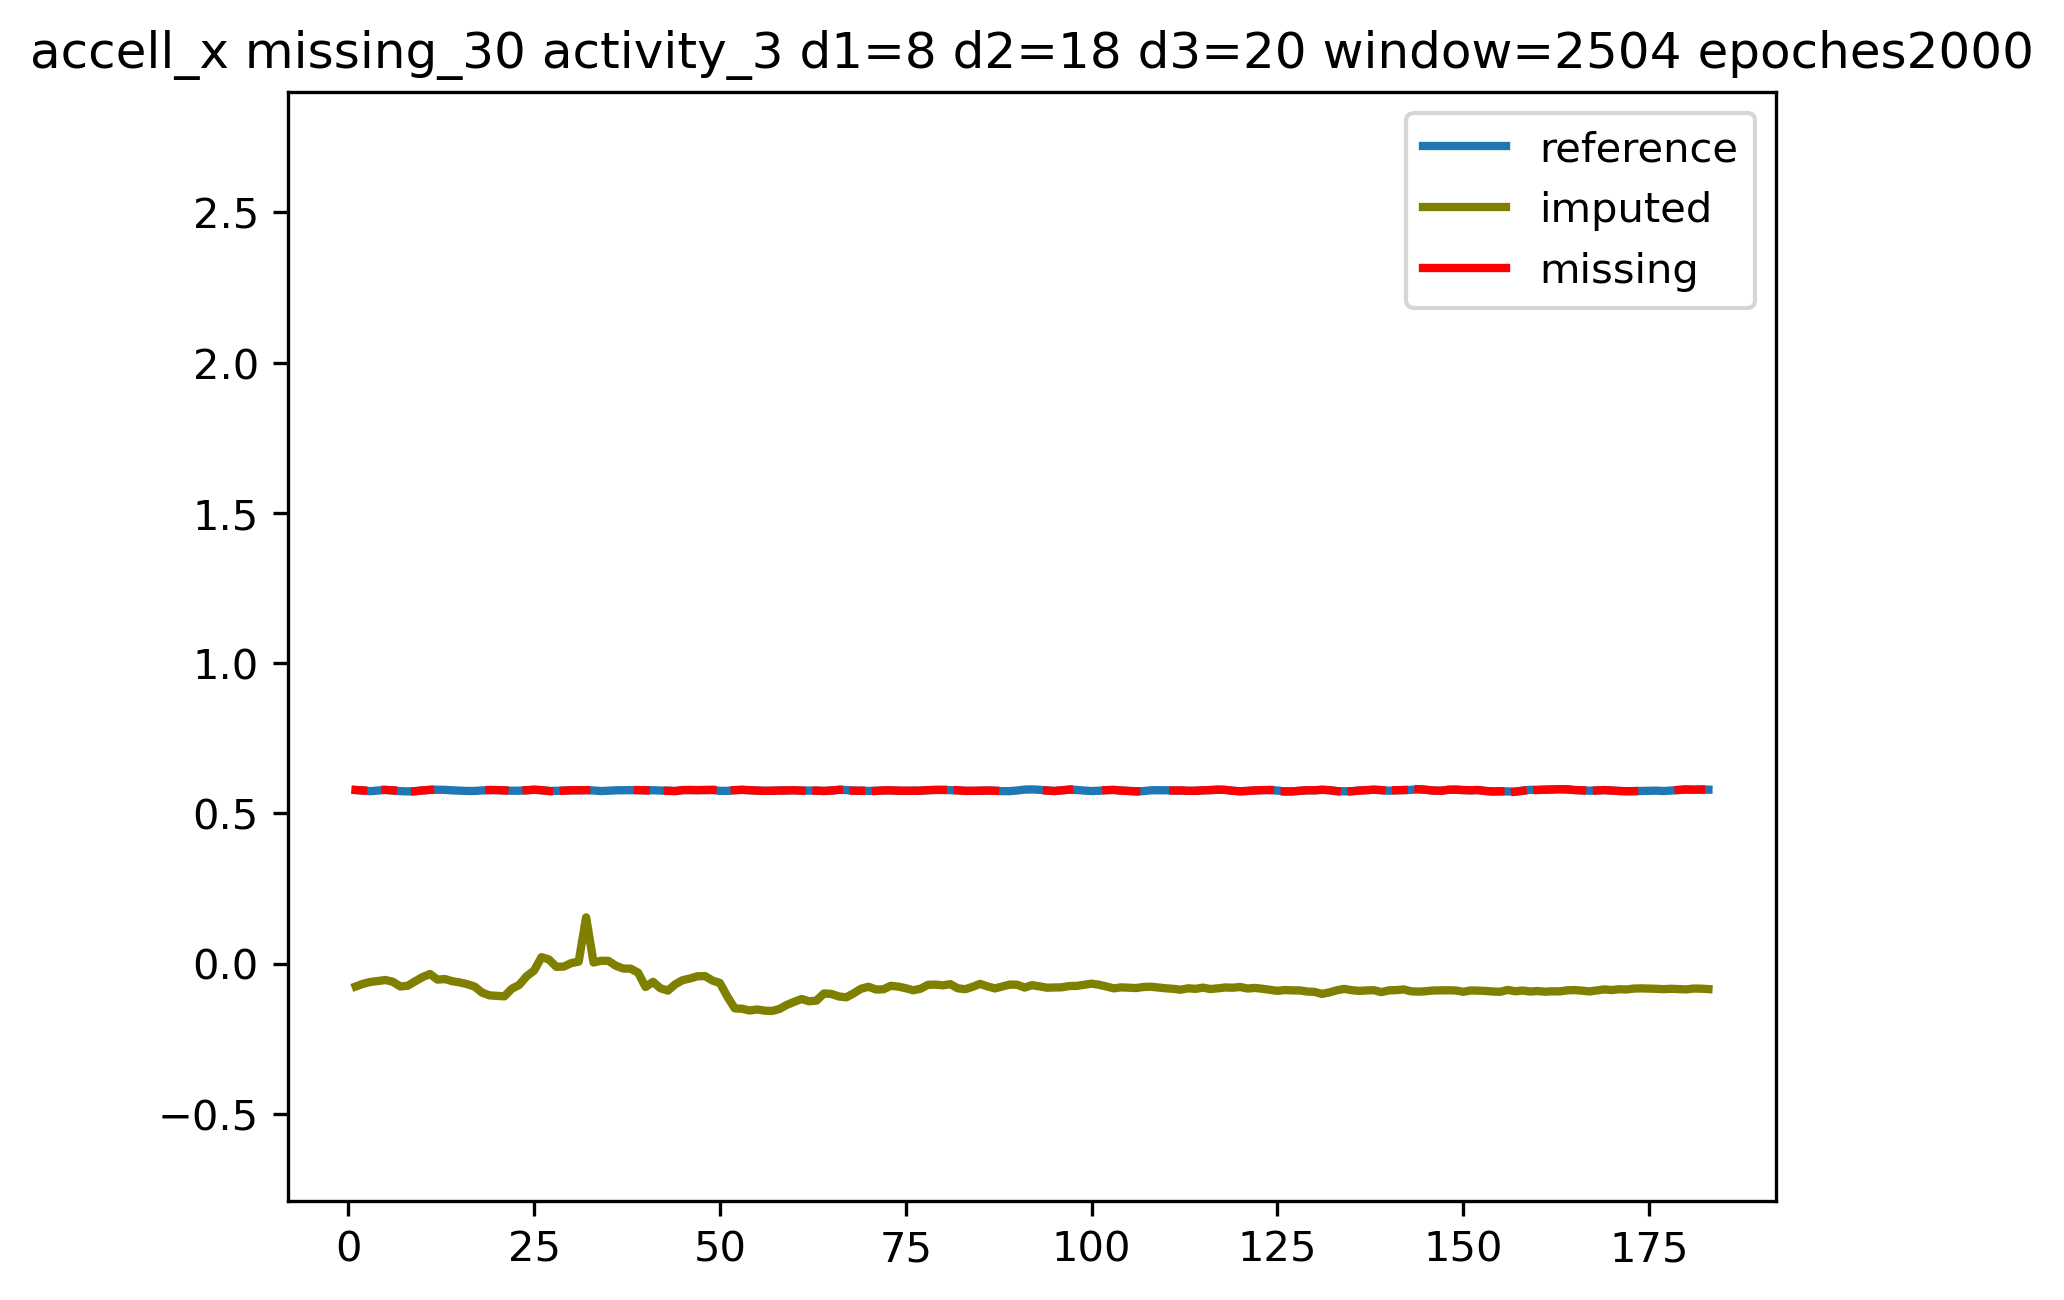 accell_x missing_30 activity_3 d1=8 d2=18 d3=20 window=2504 epoches2000
reference
imputed
missing
2.5
2.0
1.5
1.0
0.5
0.0
−0.5
0 25 50 75 100 125 150 175